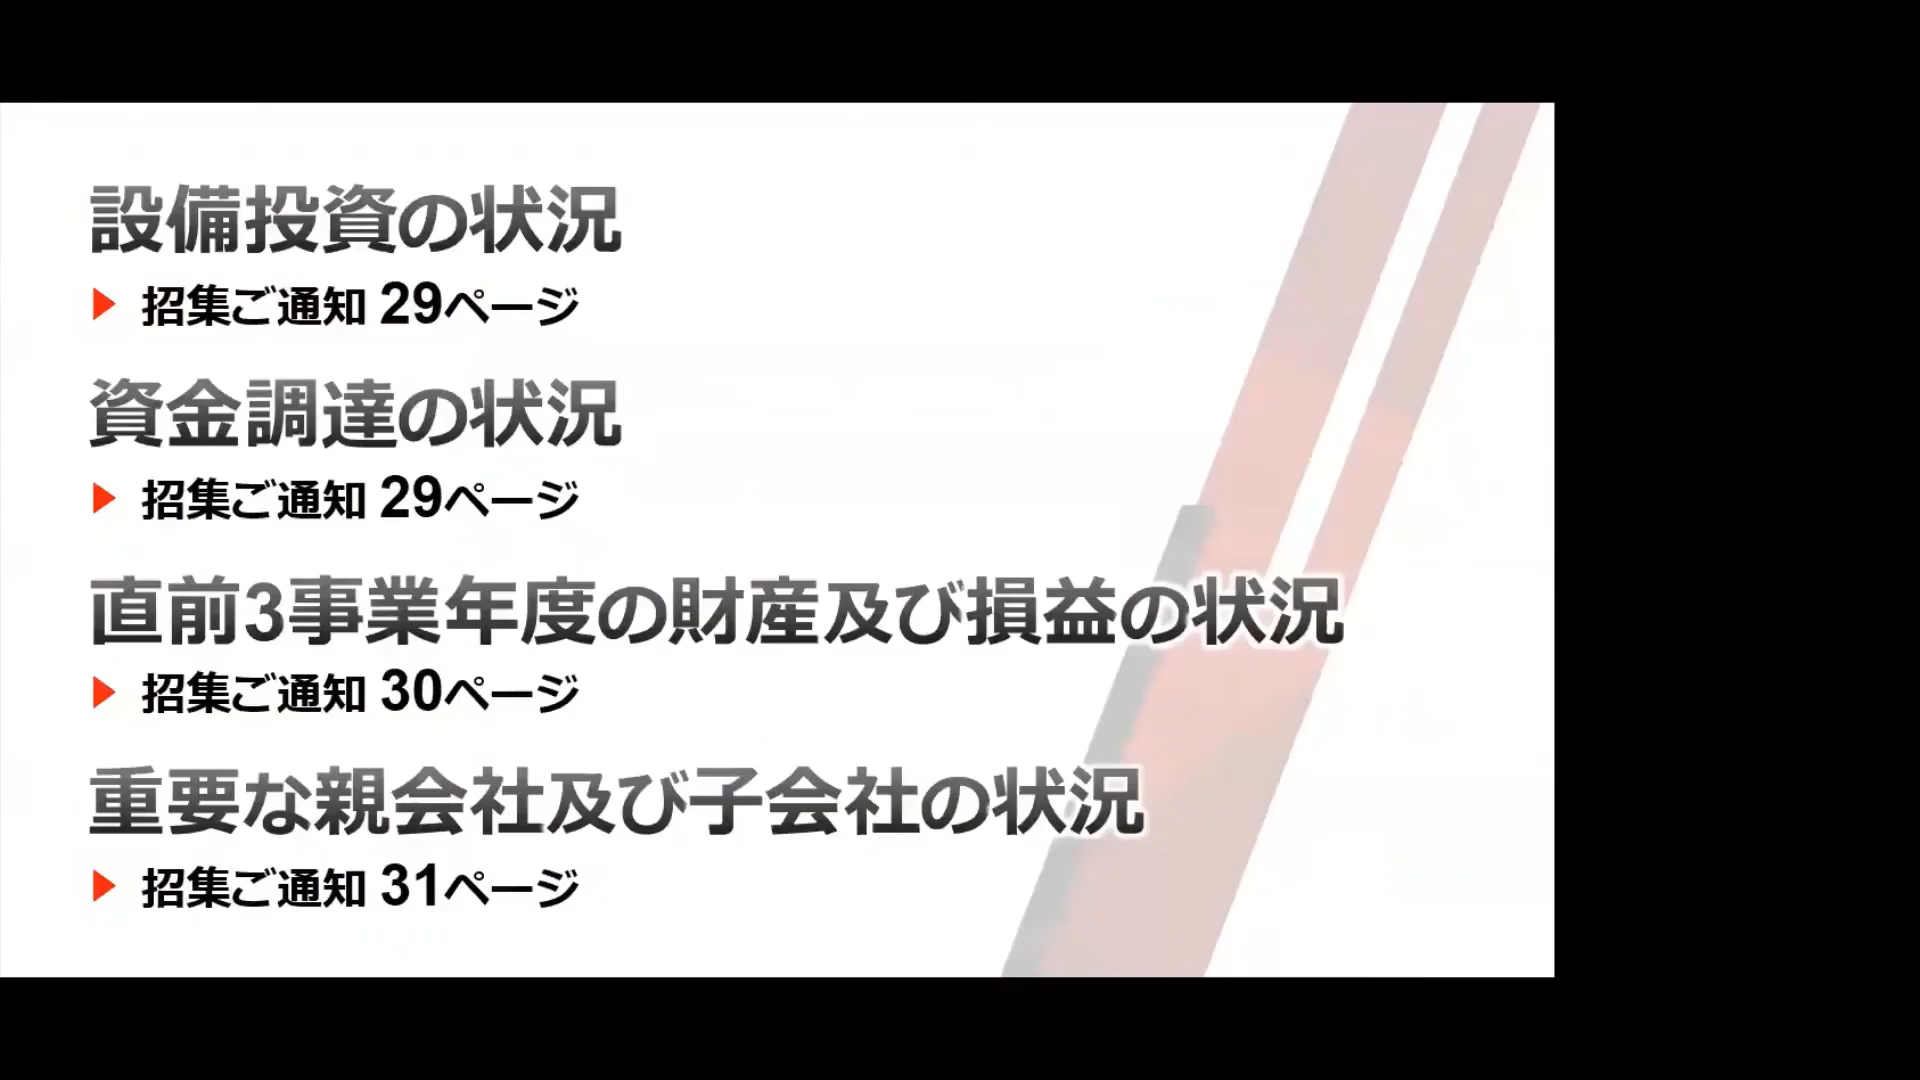 設備投資の状況
招集ご通知 29ページ
資金調達の状況
招集ご通知 29ページ
直前3事業年度の財産及び損益の状況
招集ご通知 30ページ
重要な親会社及び子会社の状況
招集ご通知 31ページ